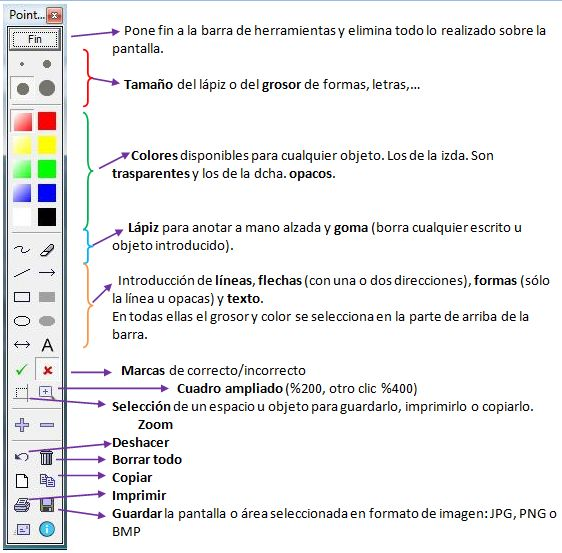 Point...
Fin
Pone fin a la barra de herramientas y elimina todo lo realizado sobre la
pantalla.
Tamaño del lápiz o del grosor de formas, letras,...
Colores disponibles para cualquier objeto. Los de la izda. Son
trasparentes y los de la dcha. opacos.
Lápiz para anotar a mano alzada y goma (borra cualquier escrito u
objeto introducido).
Introducción de líneas, flechas (con una o dos direcciones), formas (sólo
la línea u opacas) y texto.
En todas ellas el grosor y color se selecciona en la parte de arriba de la
barra.
A
Marcas de correcto/incorrecto
Cuadro ampliado (%200, otro clic %400)
Selección de un espacio u objeto para guardarlo, imprimirlo o copiarlo.
Zoom
Deshacer
Borrar todo
Copiar
Imprimir
Guardar la pantalla o área seleccionada en formato de imagen: JPG, PNG o
BMP